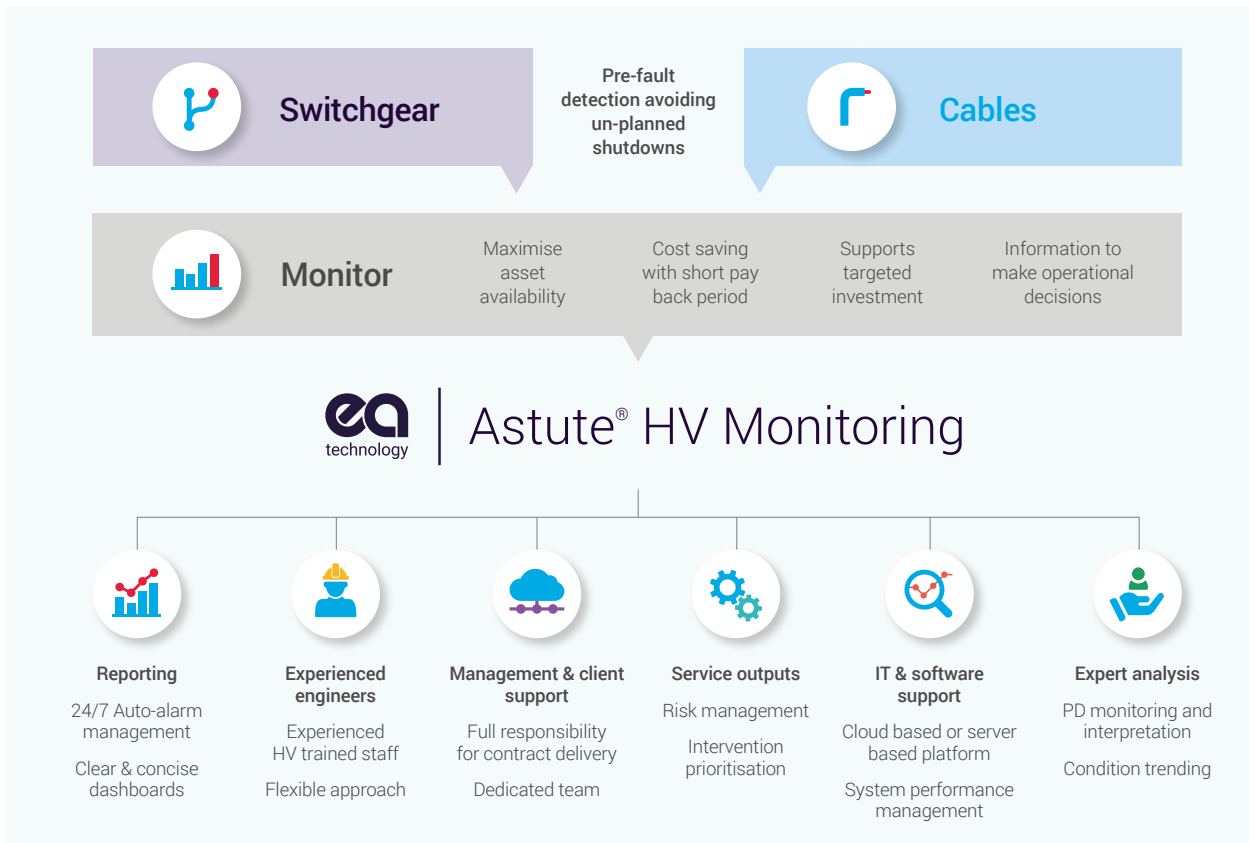 Switchgear
Pre-fault
detection avoiding
un-planned
shutdowns
Cables
Monitor
Maximise
asset
availability
Cost saving
with short pay
back period
Supports
targeted
investment
Information to
make operational
decisions
ea
technology
Astute® HV Monitoring
Reporting
24/7 Auto-alarm
management
Clear & concise
dashboards
Experienced
engineers
Experienced
HV trained staff
Flexible approach
Management & client
support
Full responsibility
for contract delivery
Dedicated team
Service outputs
Risk management
Intervention
prioritisation
IT & software
support
Cloud based or server
based platform
System performance
management
Expert analysis
PD monitoring and
interpretation
Condition trending